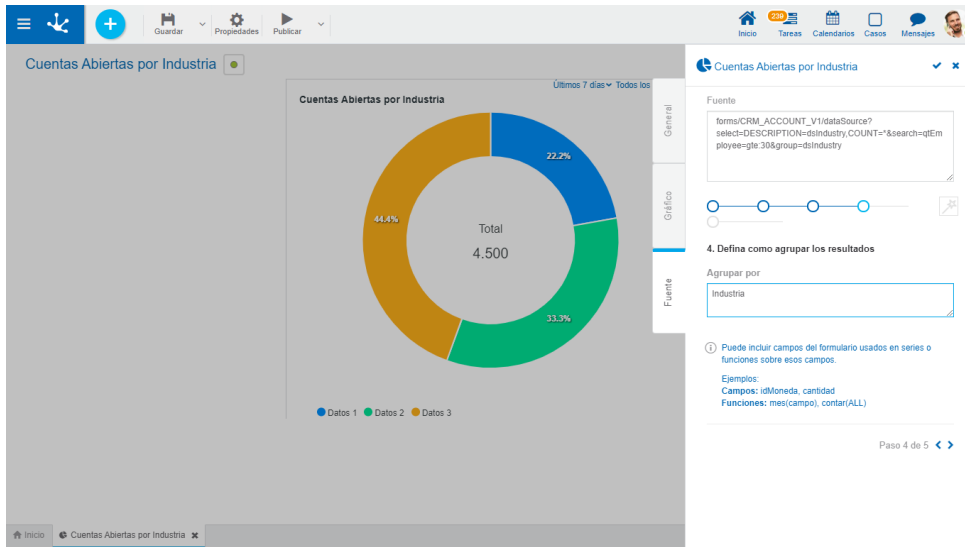 Guardar
Propiedades
Publicar
Inicio
239
Tareas
Calendarios
Casos
Mensajes
Cuentas Abiertas por Industria
Últimos 7 días Todos los
Cuentas Abiertas por Industria
22.2%
44.4%
33.3%
Total
4.500
Datos 1 Datos 2 Datos 3
General
Gráfico
Fuente
Cuentas Abiertas por Industria
Fuente
forms/CRM_ACCOUNT_V1/dataSource?
select=DESCRIPTION=dsIndustry,COUNT=*&search=qtEm
ployee=gte:30&group=dsIndustry
4. Defina como agrupar los resultados
Agrupar por
Industria
Puede incluir campos del formulario usados en series o
funciones sobre esos campos.
Ejemplos:
Campos: idMoneda, cantidad
Funciones: mes(campo), contar(ALL)
Paso 4 de 5
Inicio
Cuentas Abiertas por Industria